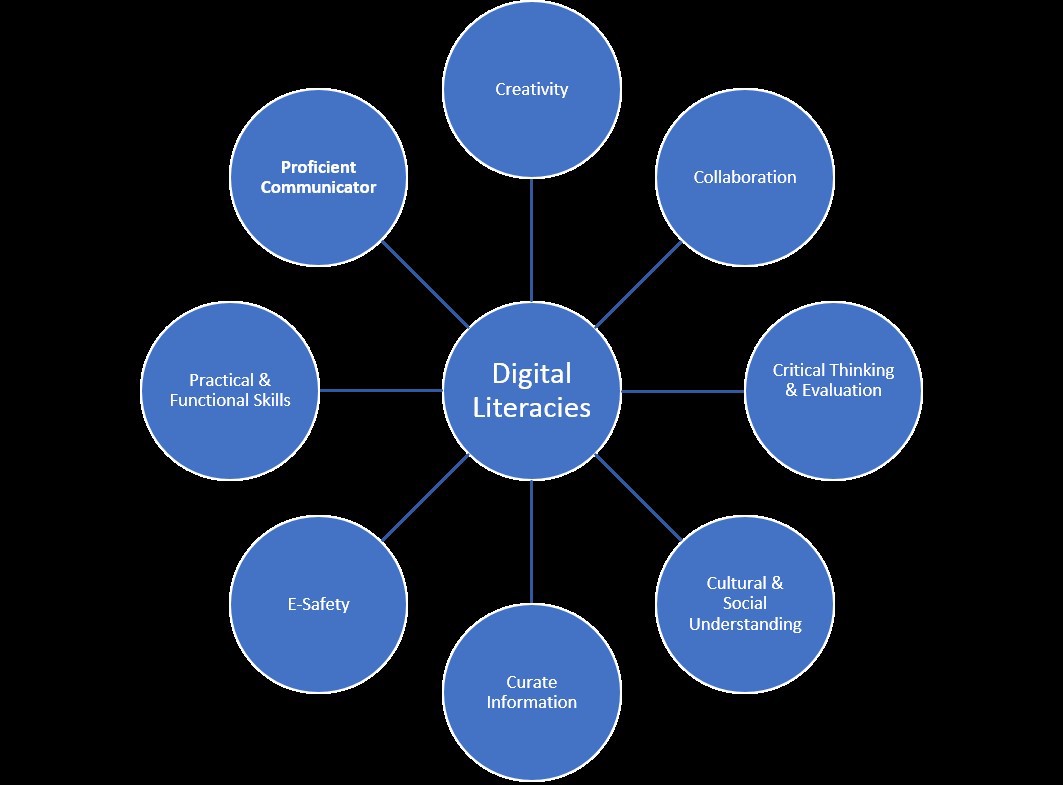 Creativity
Proficient
Communicator
Collaboration
Digital
Literacies
Practical &
Functional Skills
Critical Thinking
& Evaluation
E-Safety
Cultural &
Social
Understanding
Curate
Information